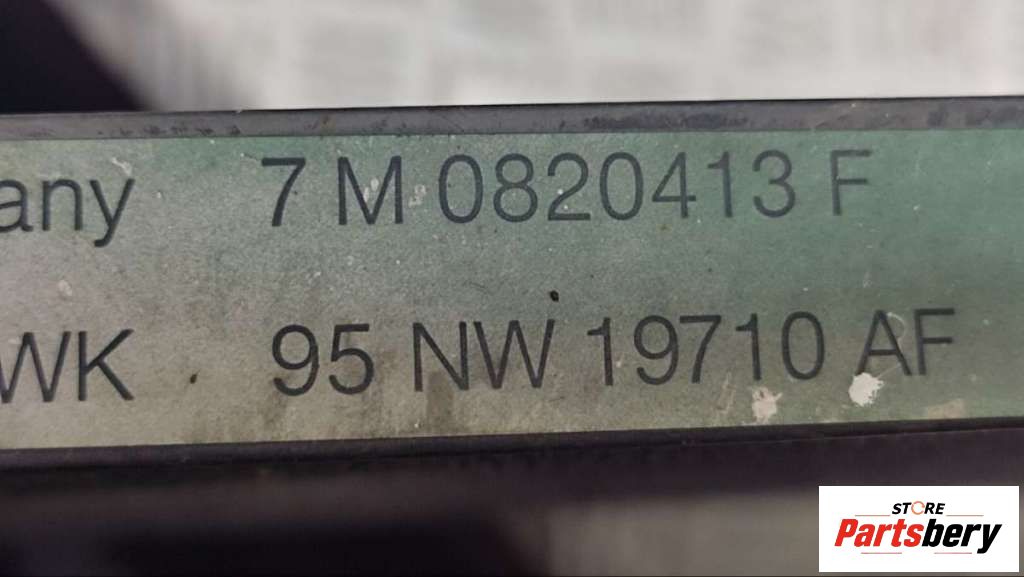 any 7 M 0820413 F
WK 95 NW 19710 AF
STORE
Partsbery